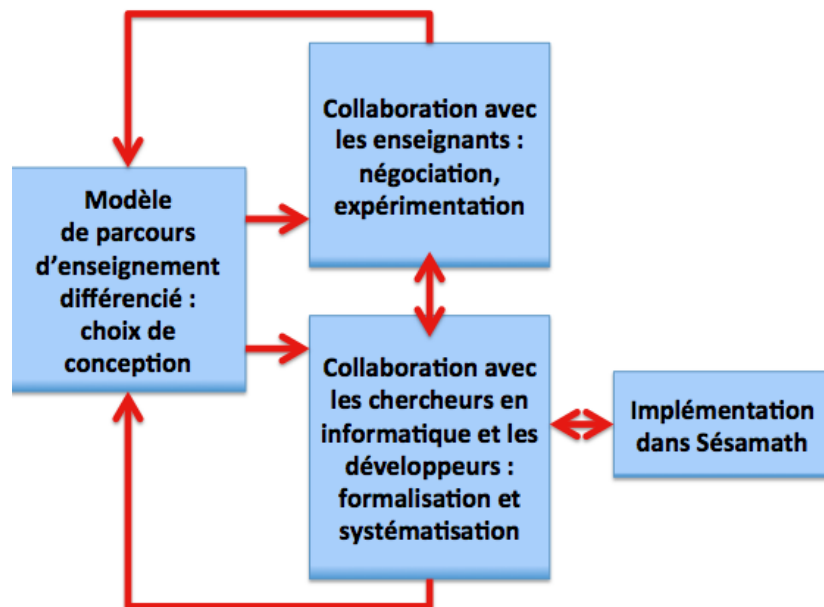 Collaboration avec
les enseignants :
négociation,
expérimentation
Modèle
de parcours
d'enseignement
différencié :
choix de
conception
Collaboration avec
les chercheurs en
informatique et les
développeurs :
formalisation et
systématisation
Implémentation
dans Sésamath